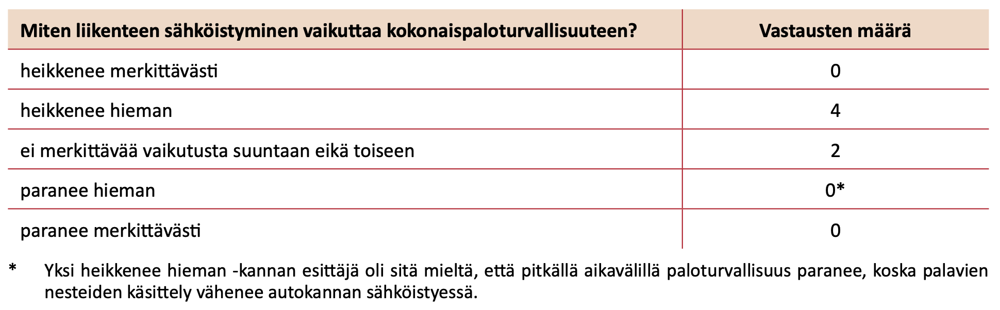 Miten liikenteen sähköistyminen vaikuttaa kokonaispaloturvallisuuteen? Vastausten määrä
heikkenee merkittävästi 0
heikkenee hieman 4
ei merkittävää vaikutusta suuntaan eikä toiseen 2
paranee hieman 0*
paranee merkittävästi 0
* Yksi heikkenee hieman -kannan esittäjä oli sitä mieltä, että pitkällä aikavälillä paloturvallisuus paranee, koska palavien
nesteiden käsittely vähenee autokannan sähköistyessä.